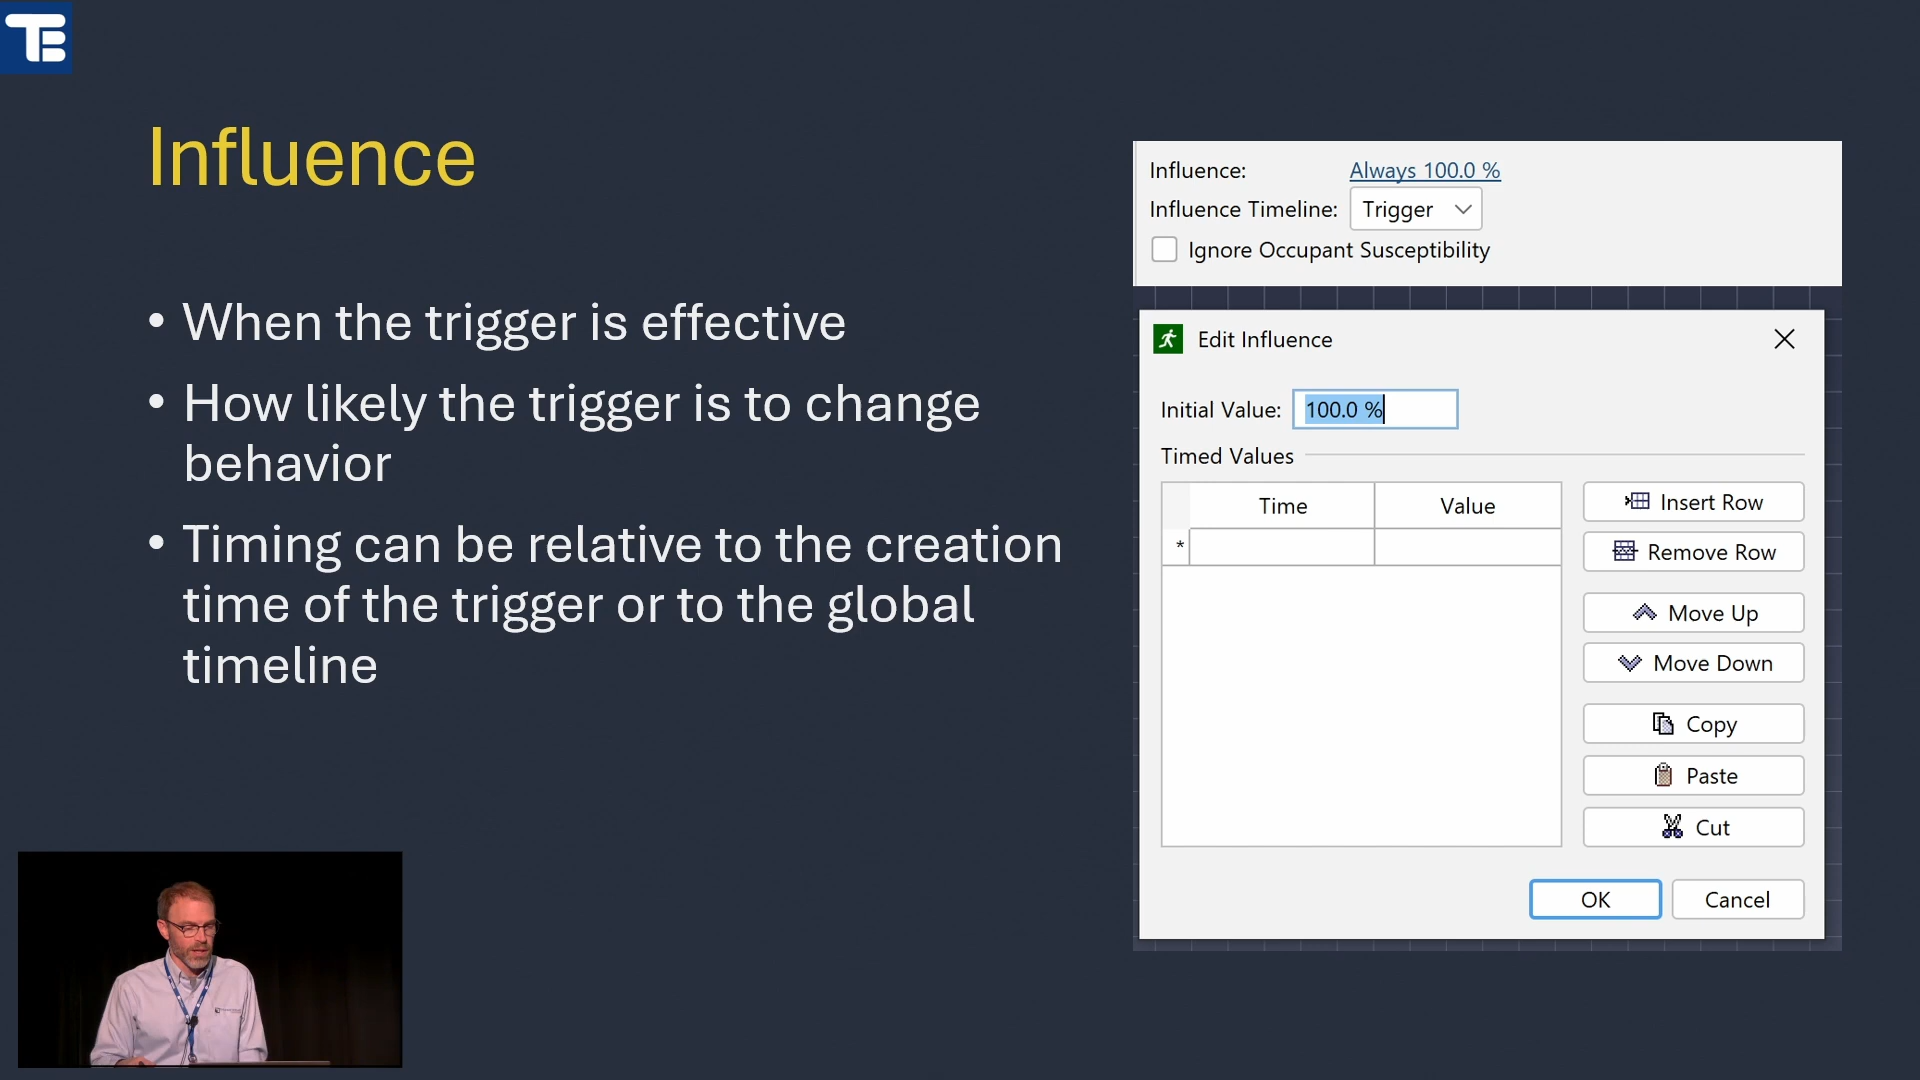 TEB
Influence
• When the trigger is effective
• How likely the trigger is to change
behavior
• Timing can be relative to the creation
time of the trigger or to the global
timeline
Influence: Always 100.0 %
Influence Timeline: Trigger
Ignore Occupant Susceptibility
Edit Influence
Initial Value: 100.0 %
Timed Values
Time Value
*
Insert Row
Remove Row
Move Up
Move Down
Copy
Paste
Cut
OK Cancel